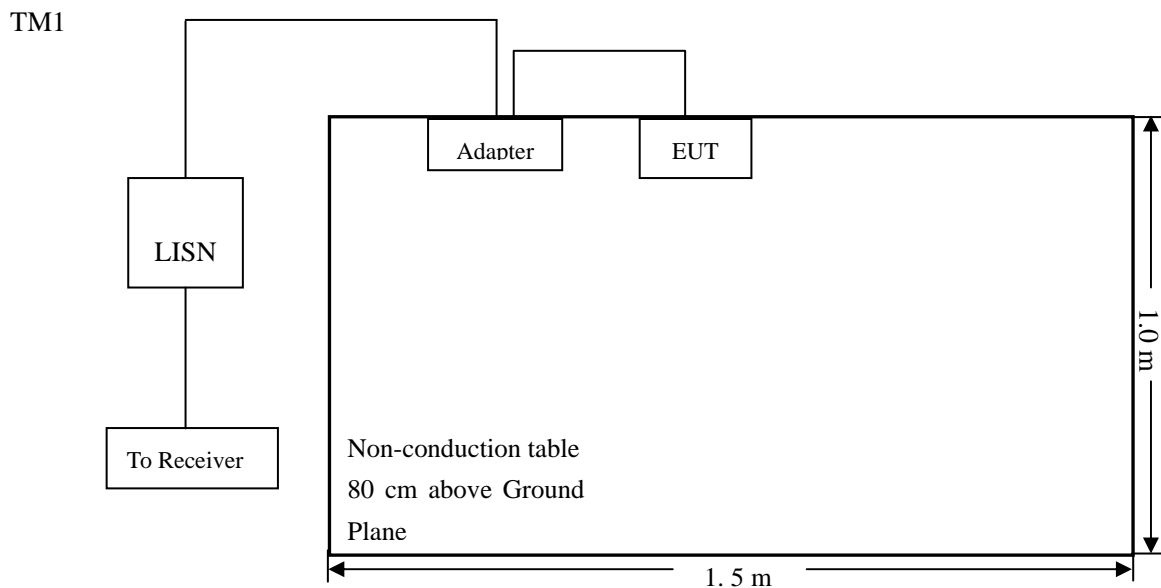 TM1
Adapter
EUT
LISN
1.0 m
To Receiver
Non-conduction table
80 cm above Ground
Plane
1. 5 m